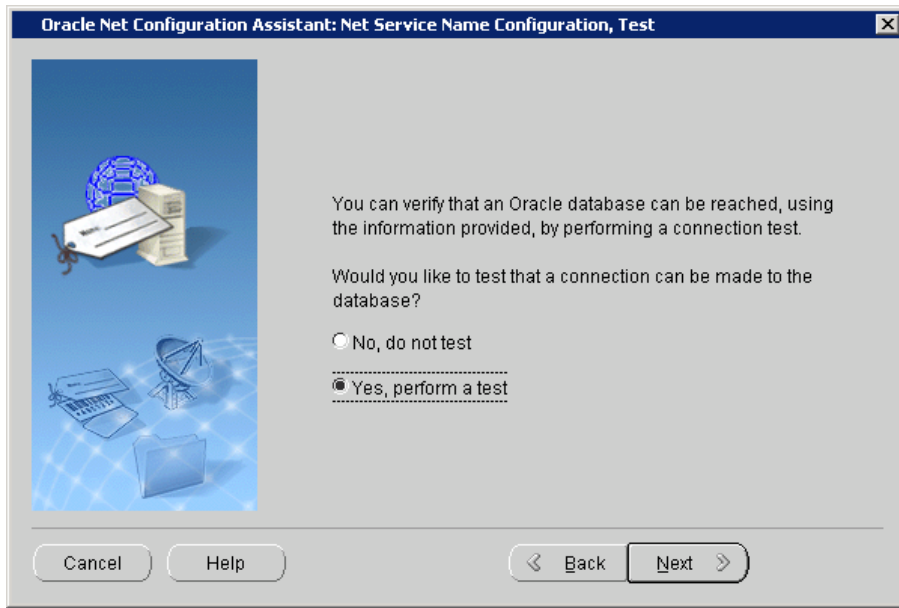 Oracle Net Configuration Assistant: Net Service Name Configuration, Test
You can verify that an Oracle database can be reached, using
the information provided, by performing a connection test.
Would you like to test that a connection can be made to the
database?
No, do not test
Yes, perform a test
Cancel
Help
Back
Next